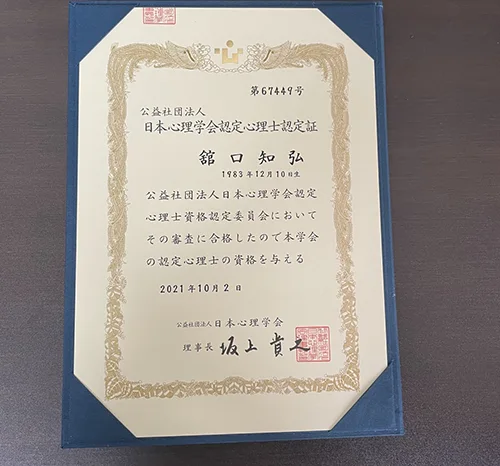 第67449号
公益社団法人
日本心理学会認定心理士認定証
舘口知弘
1983年12月10日生
公益社団法人日本心理学会認定
心理士資格認定委員会において
その審査に合格したので本学会
の認定心理士の資格を与える
2021年10月2日
公益社団法人日本心理学会
理事長 坂上貴之